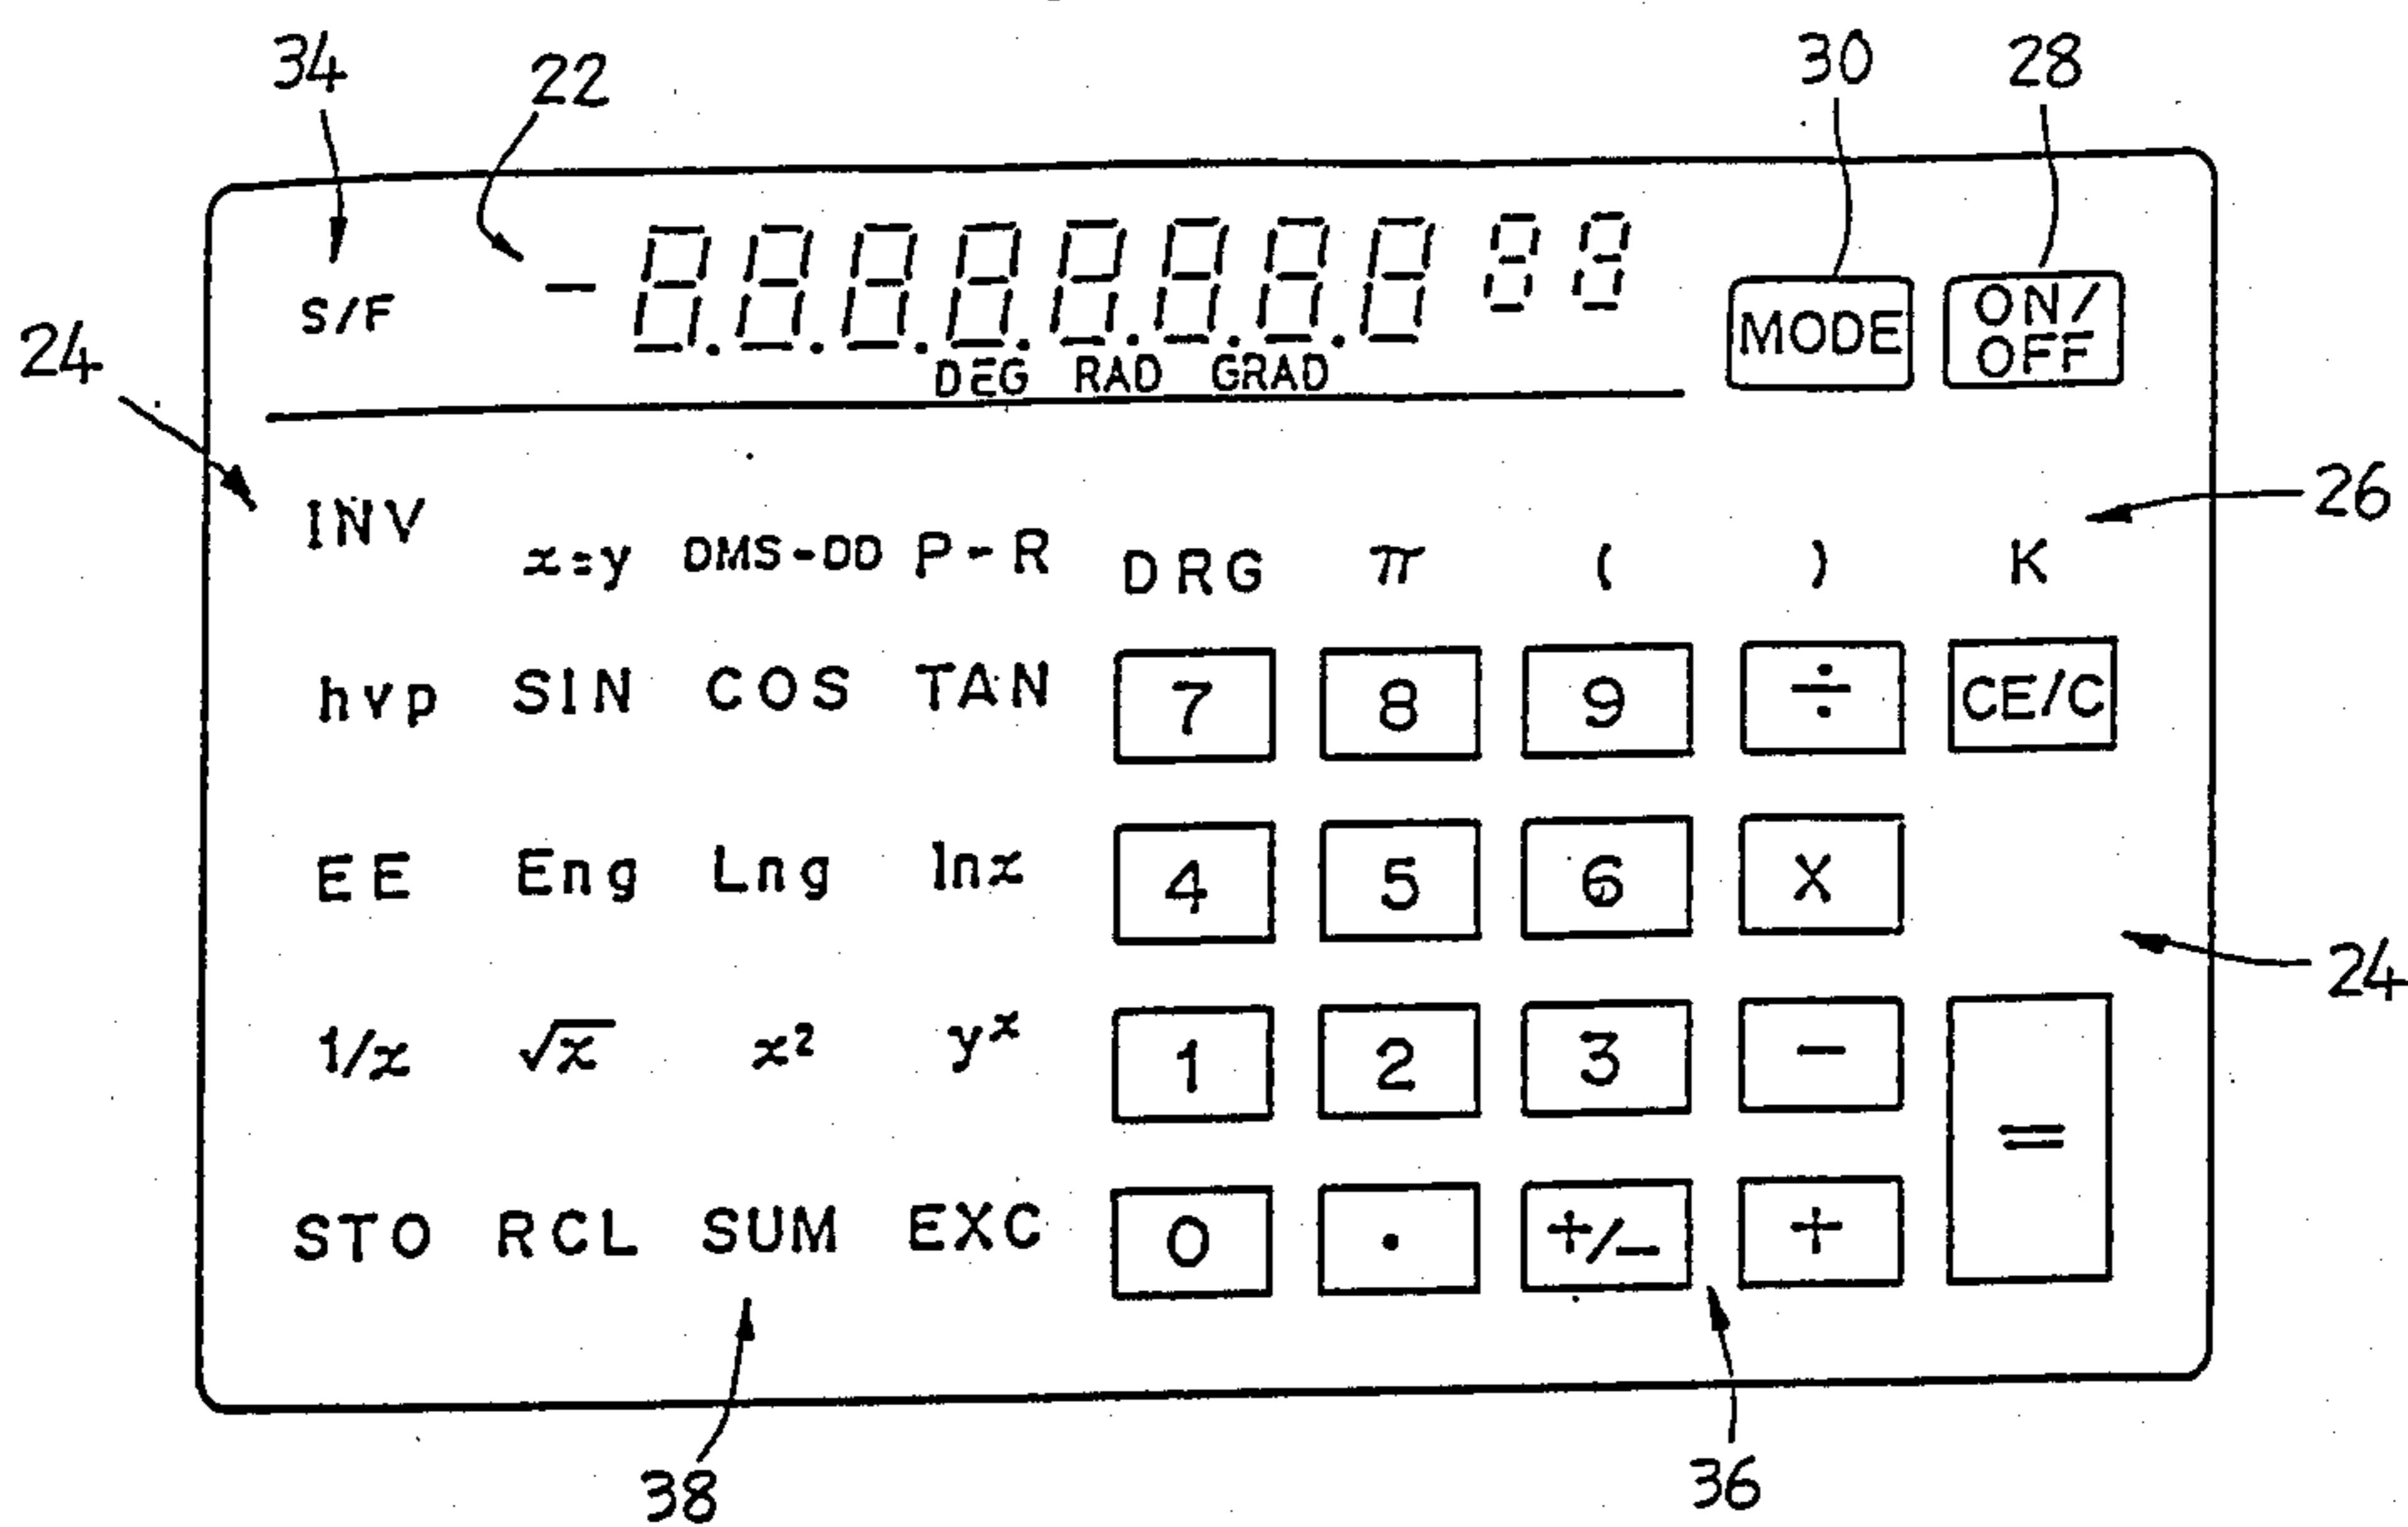 34 22 30 28
S/F - 8.8.8.8.8.8.8.8 88 MODE ON/
OFF
DEG RAD GRAD
24
INV 26
x=y DMS-DD P-R DRG π ( ) K
hyp SIN COS TAN 7 8 9 ÷ CE/C
EE Eng Lng lnx 4 5 6 X
24
1/x √x x² yˣ 1 2 3 - =
STO RCL SUM EXC 0 . +/- +
38 36